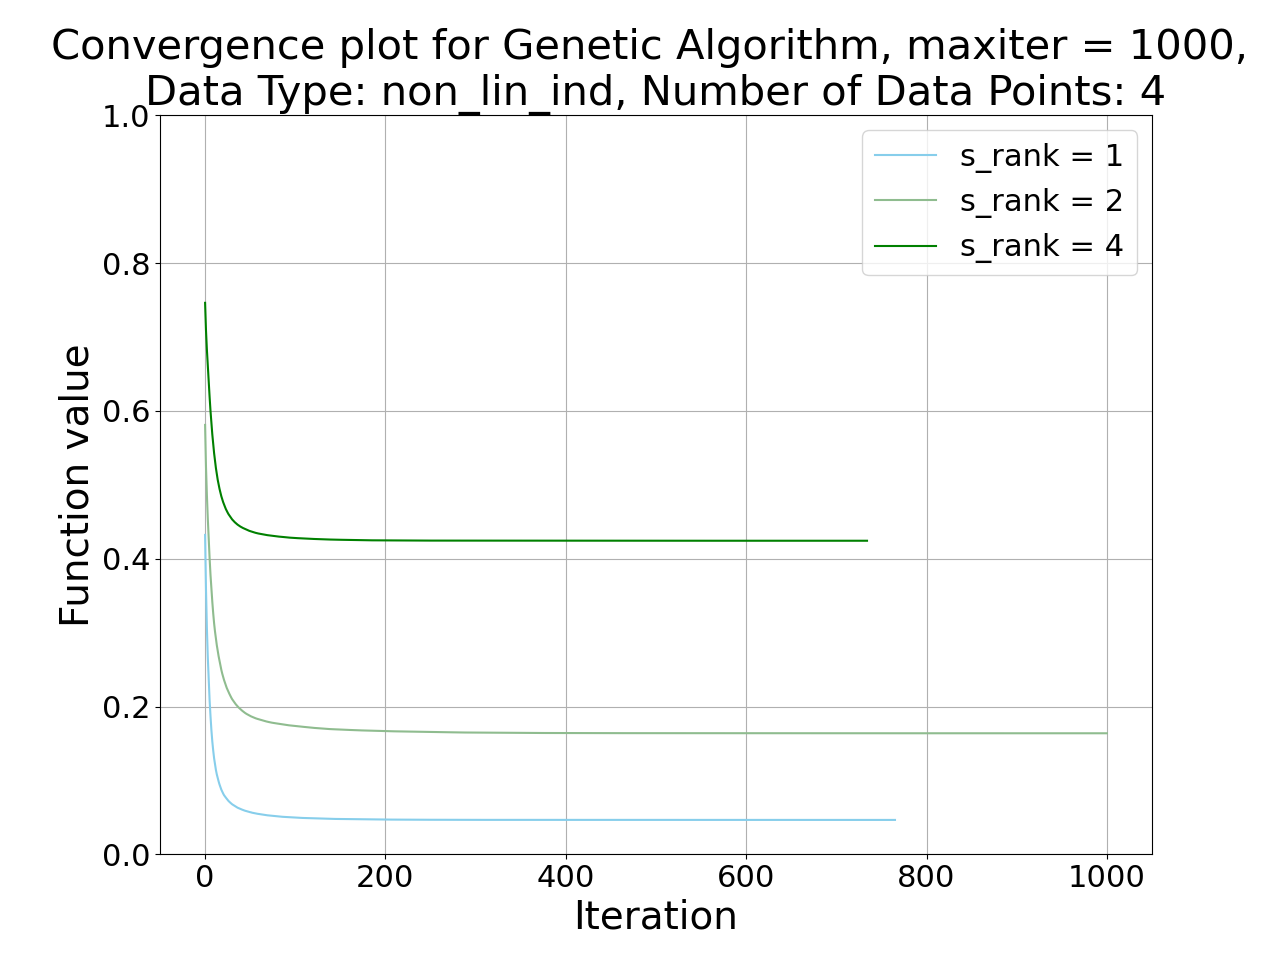 Convergence plot for Genetic Algorithm, maxiter = 1000,
Data Type: non_lin_ind, Number of Data Points: 4
1.0
0.8
0.6
0.4
0.2
0.0
Function value
s_rank = 1
s_rank = 2
s_rank = 4
0 200 400 600 800 1000
Iteration